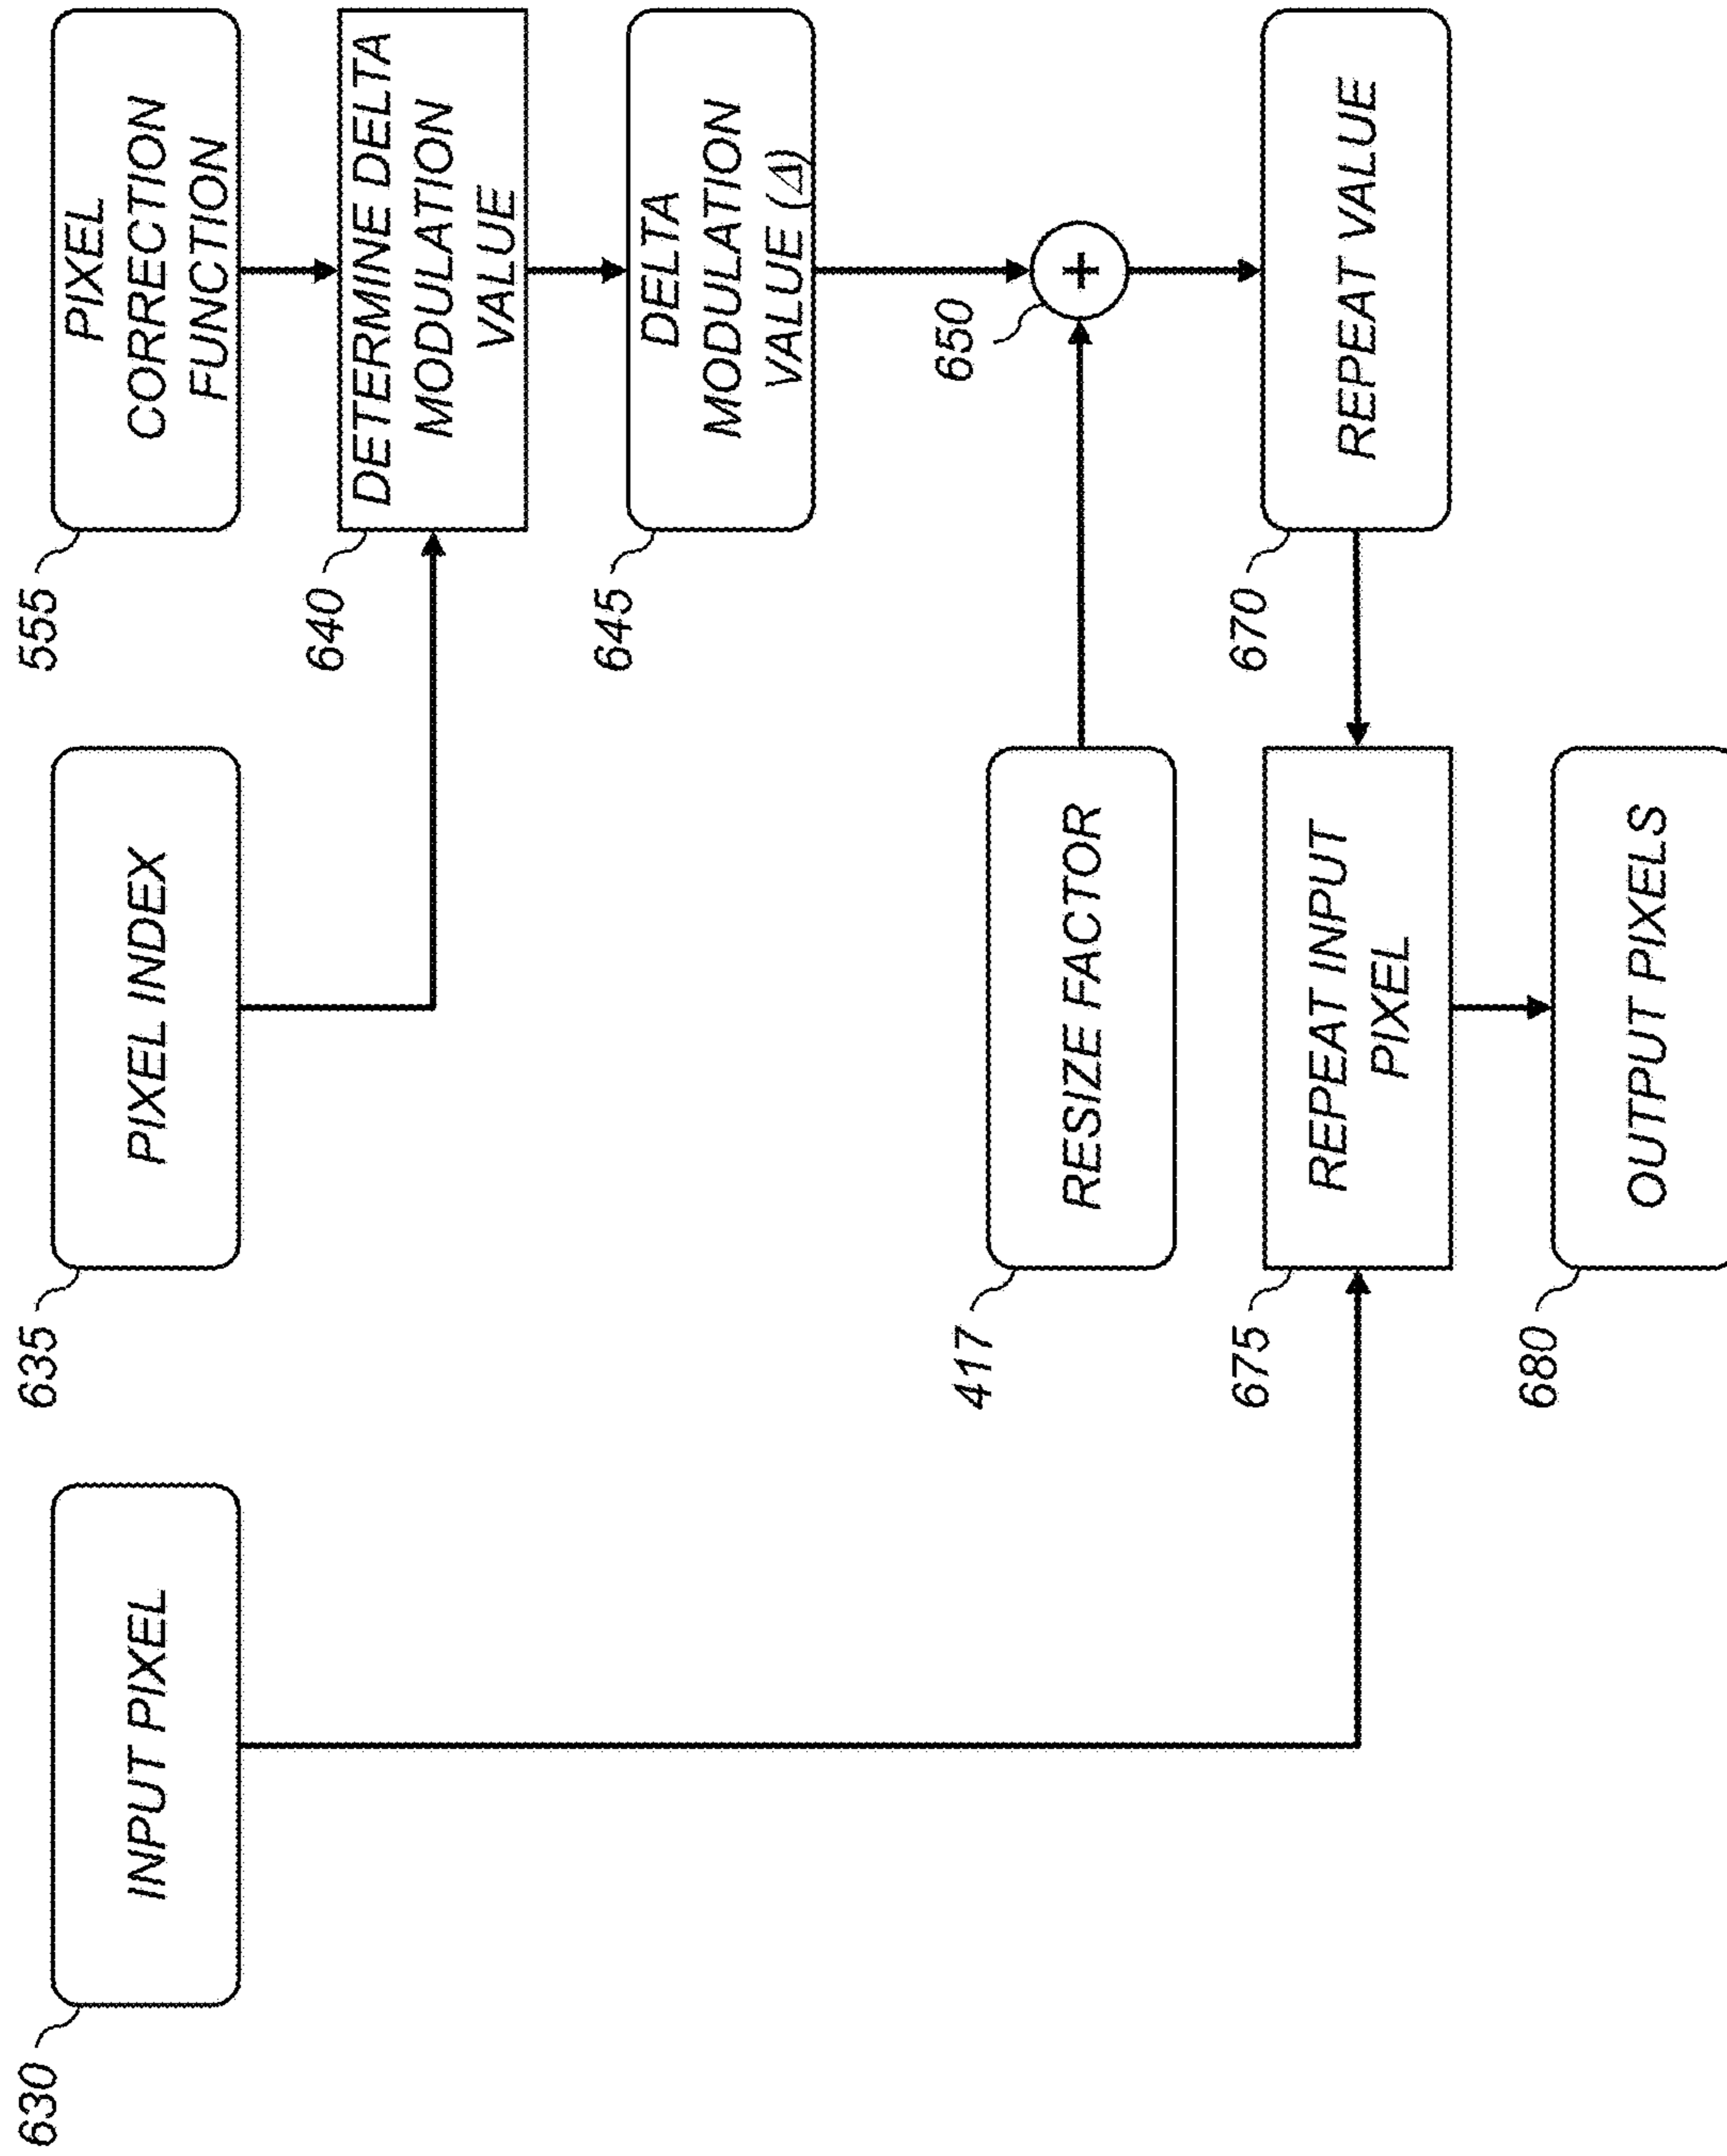 630
INPUT PIXEL
635
PIXEL INDEX
555
PIXEL
CORRECTION
FUNCTION
640
DETERMINE DELTA
MODULATION
VALUE
645
DELTA
MODULATION
VALUE (Δ)
417
RESIZE FACTOR
650
+
675
REPEAT INPUT
PIXEL
670
REPEAT VALUE
680
OUTPUT PIXELS